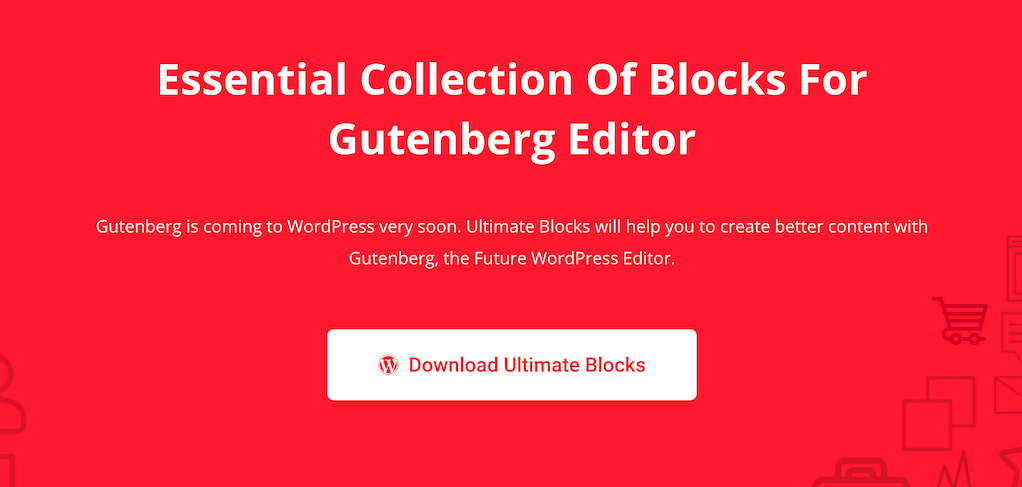 Essential Collection Of Blocks For
Gutenberg Editor
Gutenberg is coming to WordPress very soon. Ultimate Blocks will help you to create better content with
Gutenberg, the Future WordPress Editor.
Download Ultimate Blocks